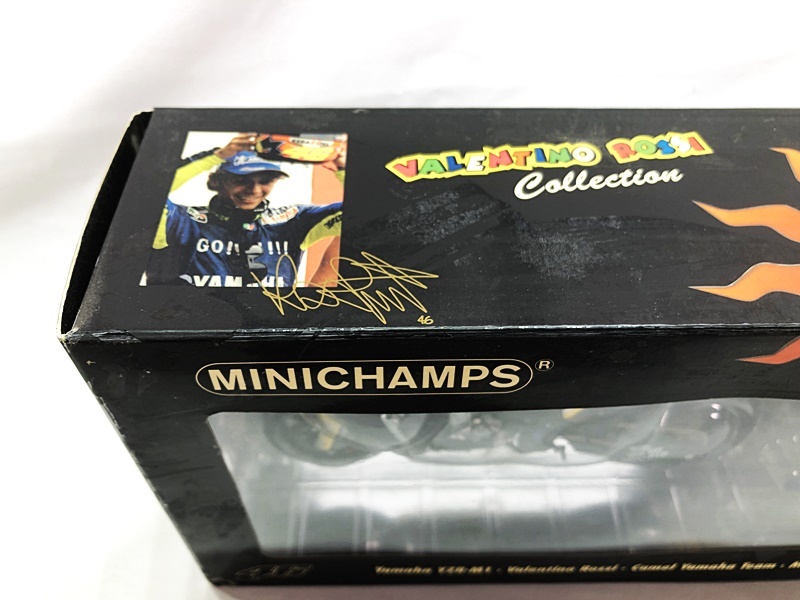 VALENTINO ROSSI
Collection
46
MINICHAMPS®
Yamaha YZR-M1 - Valentino Rossi - Camel Yamaha Team -